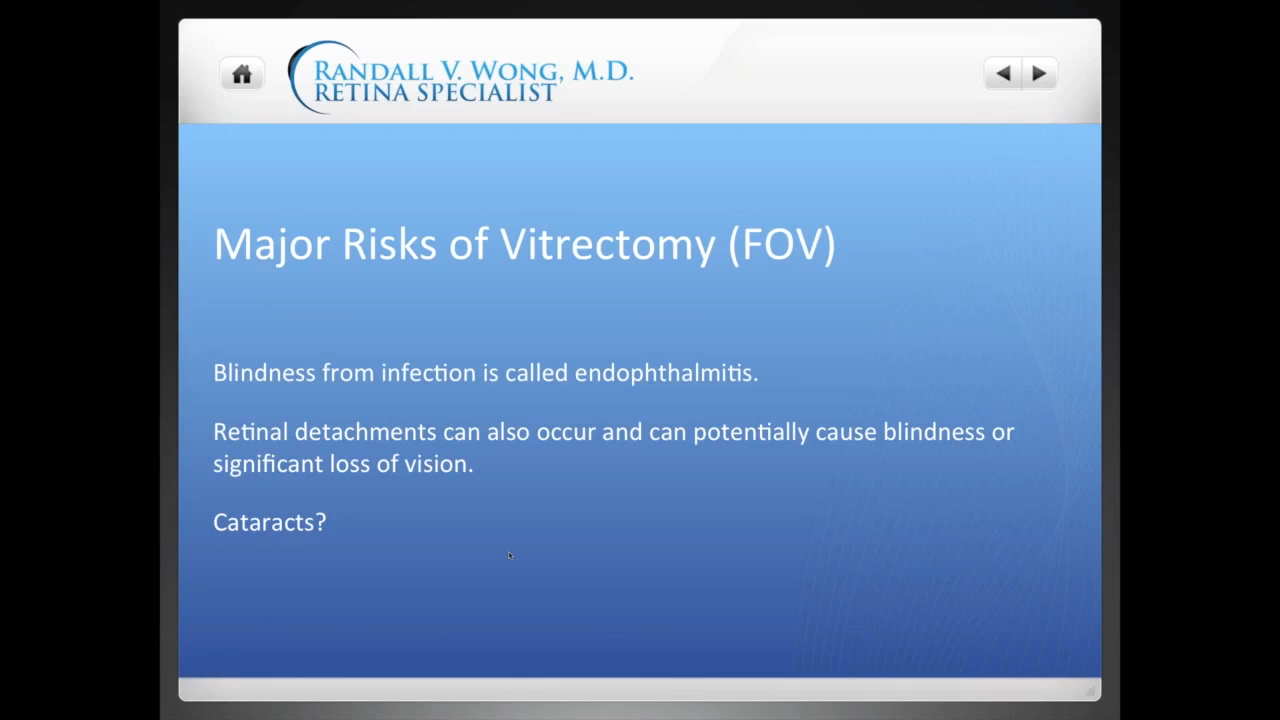 RANDALL V. WONG, M.D.
RETINA SPECIALIST
Major Risks of Vitrectomy (FOV)
Blindness from infection is called endophthalmitis.
Retinal detachments can also occur and can potentially cause blindness or
significant loss of vision.
Cataracts?